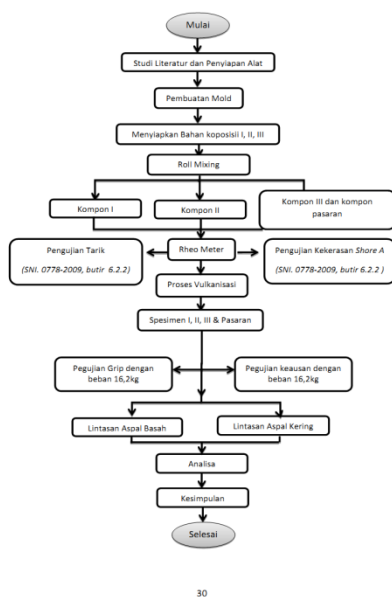 Mulai
Studi Literatur dan Penyiapan Alat
Pembuatan Mold
Menyiapkan Bahan koposisiI I, II, III
Roll Mixing
Kompon I
Kompon II
Kompon III dan kompon
pasaran
Pengujian Tarik
(SNI. 0778-2009, butir 6.2.2)
Rheo Meter
Pengujian Kekerasan Shore A
(SNI. 0778-2009, butir 6.2.2 )
Proses Vulkanisasi
Spesimen I, II, III & Pasaran
Pegujian Grip dengan
beban 16,2kg
Pegujian keausan dengan
beban 16,2kg
Lintasan Aspal Basah
Lintasan Aspal Kering
Analisa
Kesimpulan
Selesai
30